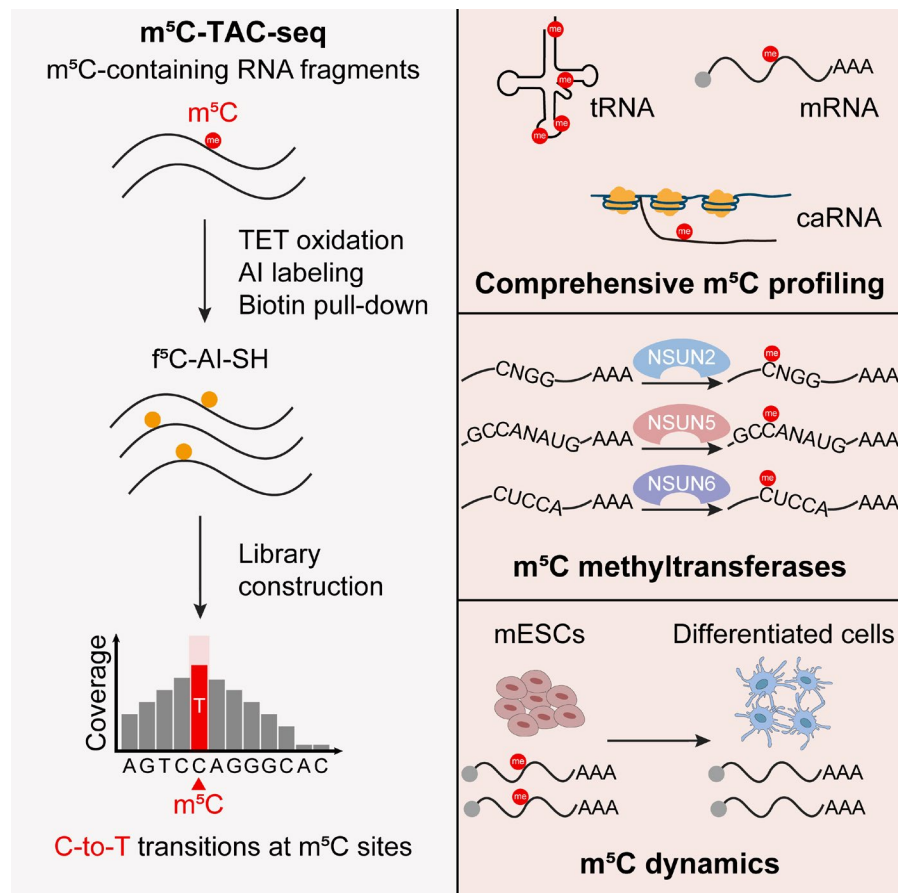 m⁵C-TAC-seq
m⁵C-containing RNA fragments
m⁵C
me
TET oxidation
AI labeling
Biotin pull-down
f⁵C-AI-SH
Library
construction
Coverage
T
A G T C C A G G G C A C
m⁵C
C-to-T transitions at m⁵C sites
me
me
me
me
tRNA
me
AAA
mRNA
me
caRNA
Comprehensive m⁵C profiling
CNGG AAA NSUN2 me CNGG AAA
GCCANAUG AAA NSUN5 me GCCANAUG AAA
CUCCA AAA NSUN6 me CUCCA AAA
m⁵C methyltransferases
mESCs Differentiated cells
me AAA AAA
me AAA AAA
m⁵C dynamics